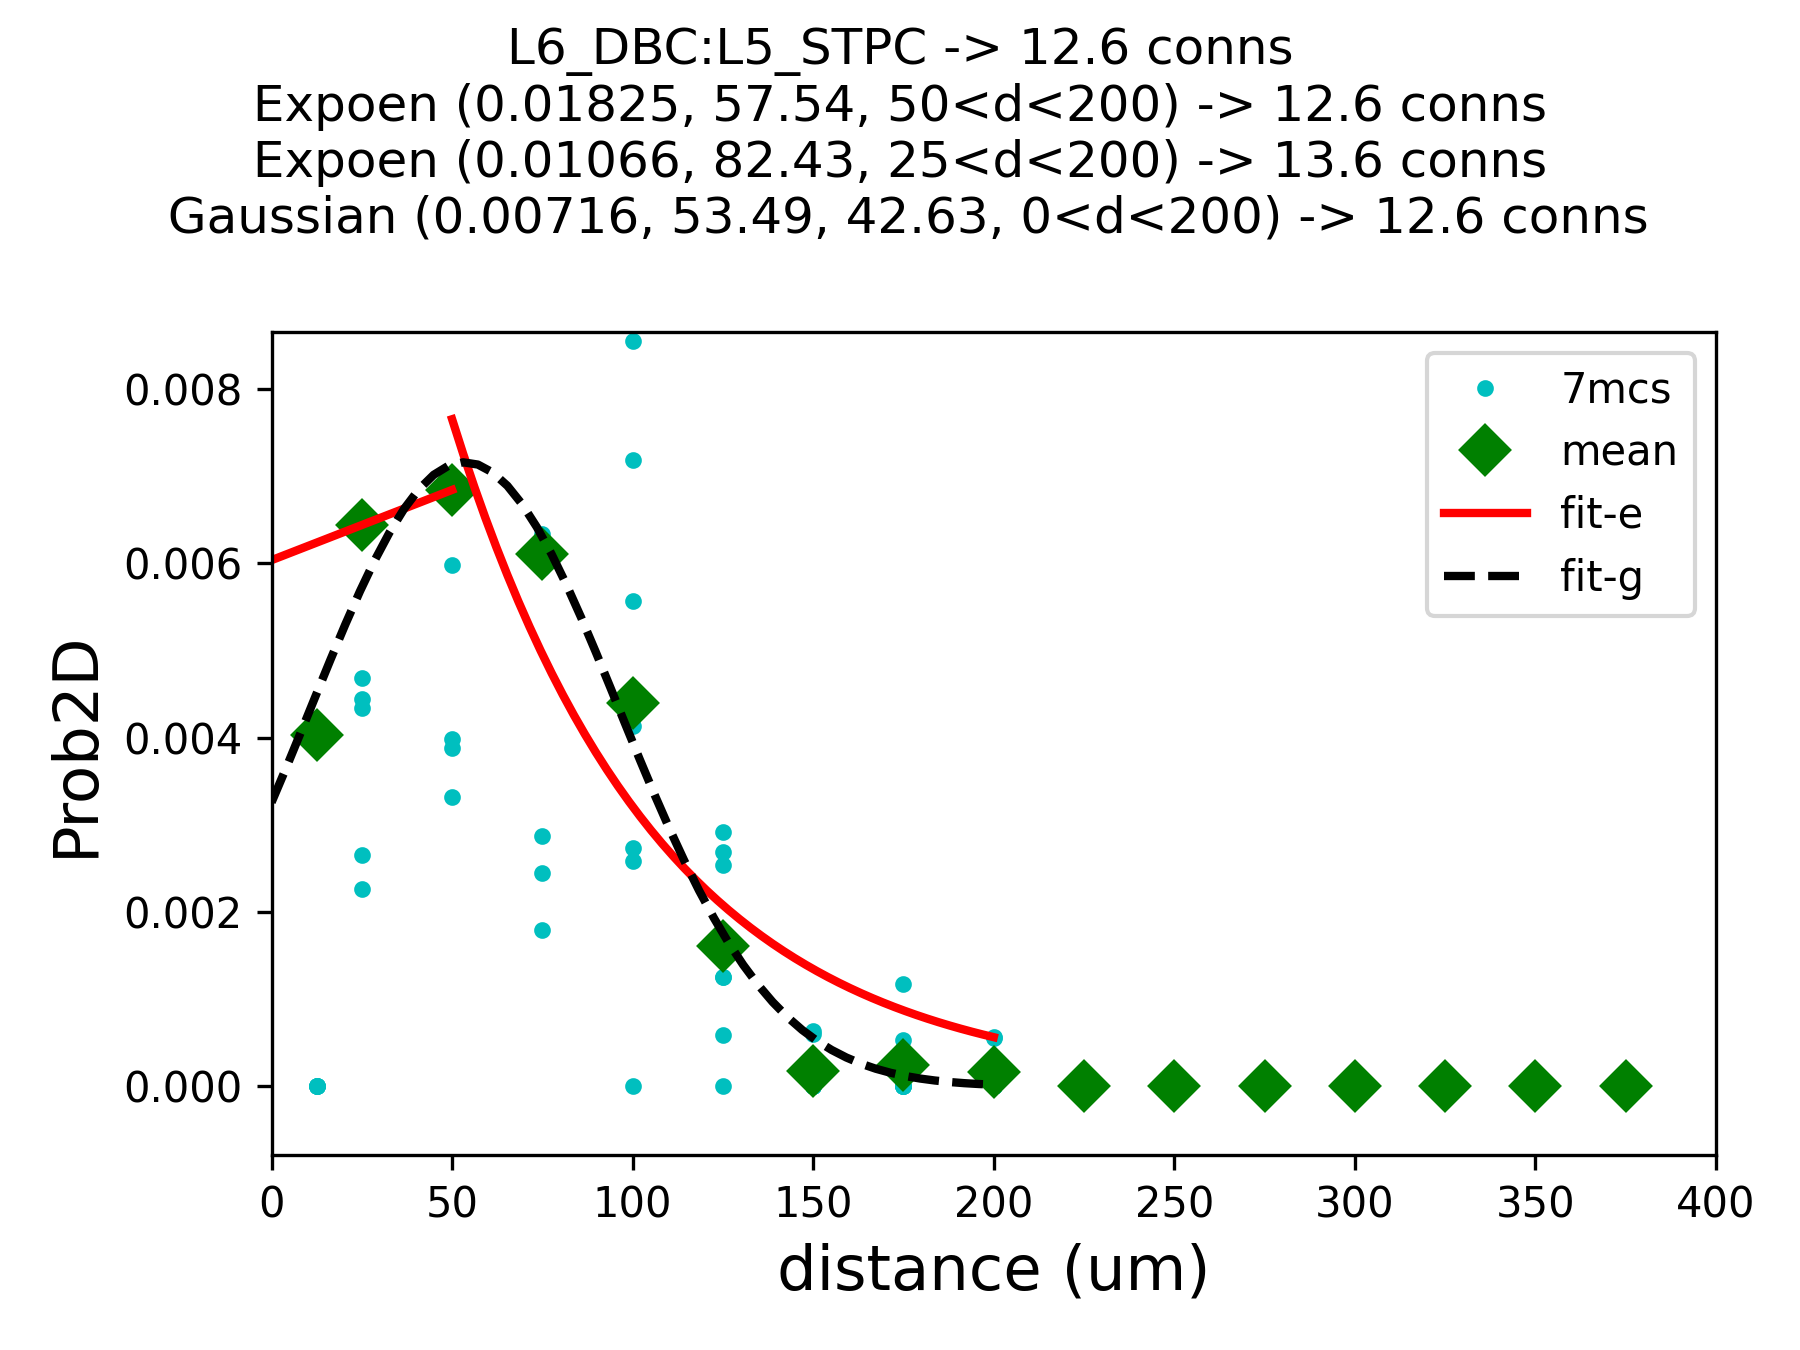 L6_DBC:L5_STPC -> 12.6 conns
Expoen (0.01825, 57.54, 50<d<200) -> 12.6 conns
Expoen (0.01066, 82.43, 25<d<200) -> 13.6 conns
Gaussian (0.00716, 53.49, 42.63, 0<d<200) -> 12.6 conns
7mcs
mean
fit-e
fit-g
Prob2D
0.008
0.006
0.004
0.002
0.000
0 50 100 150 200 250 300 350 400
distance (um)